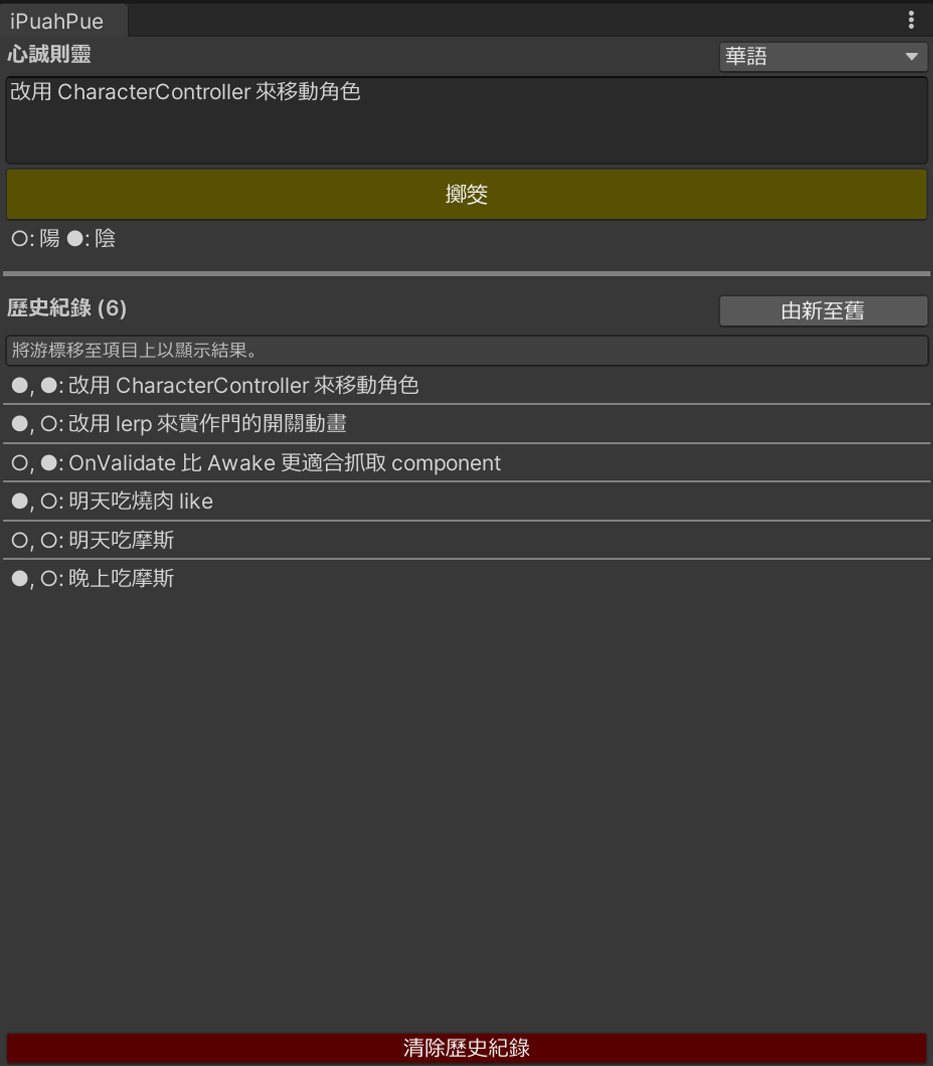 iPuahPue
心誠則靈
華語
改用 CharacterController 來移動角色
擲筊
○: 陽 ●: 陰
歷史紀錄 (6)
由新至舊
將游標移至項目上以顯示結果。
●, ●: 改用 CharacterController 來移動角色
●, ○: 改用 lerp 來實作門的開關動畫
○, ●: OnValidate 比 Awake 更適合抓取 component
●, ○: 明天吃燒肉 like
○, ○: 明天吃摩斯
●, ○: 晚上吃摩斯
清除歷史紀錄